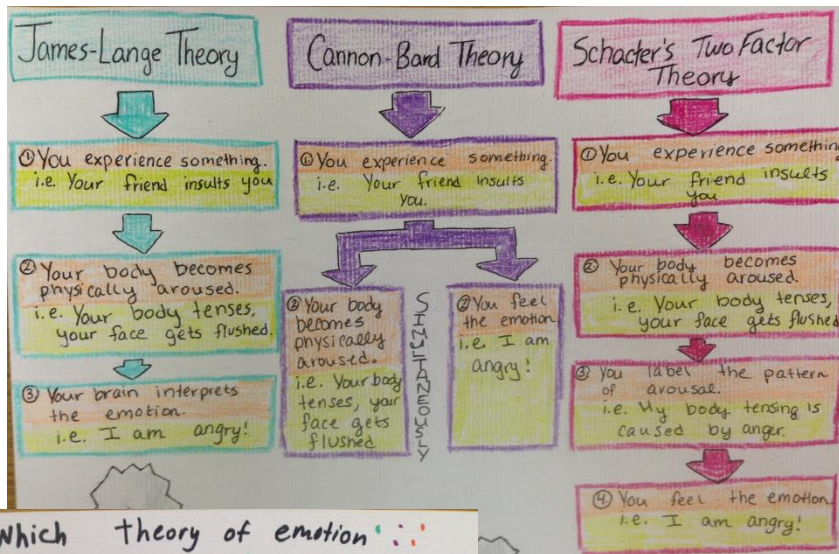 James-Lange Theory
① You experience something.
i.e. Your friend insults you
② Your body becomes
physically aroused.
i.e. Your body tenses,
your face gets flushed.
③ Your brain interprets
the emotion.
i.e. I am angry!
Cannon-Bard Theory
① You experience something.
i.e. Your friend insults
you.
② Your body
becomes
physically
aroused.
i.e. Your body
tenses, your
face gets
flushed
SIMULTANEOUSLY
② You feel
the emotion
i.e. I am
angry!
Schacter's Two Factor
Theory
① You experience something
i.e. Your friend insults
you
② Your body becomes
physically aroused.
i.e. Your body tenses,
your face gets flushed
③ You label the pattern
of arousal.
i.e. My body tensing is
caused by anger.
④ You feel the emotion
i.e. I am angry!
Which theory of emotion